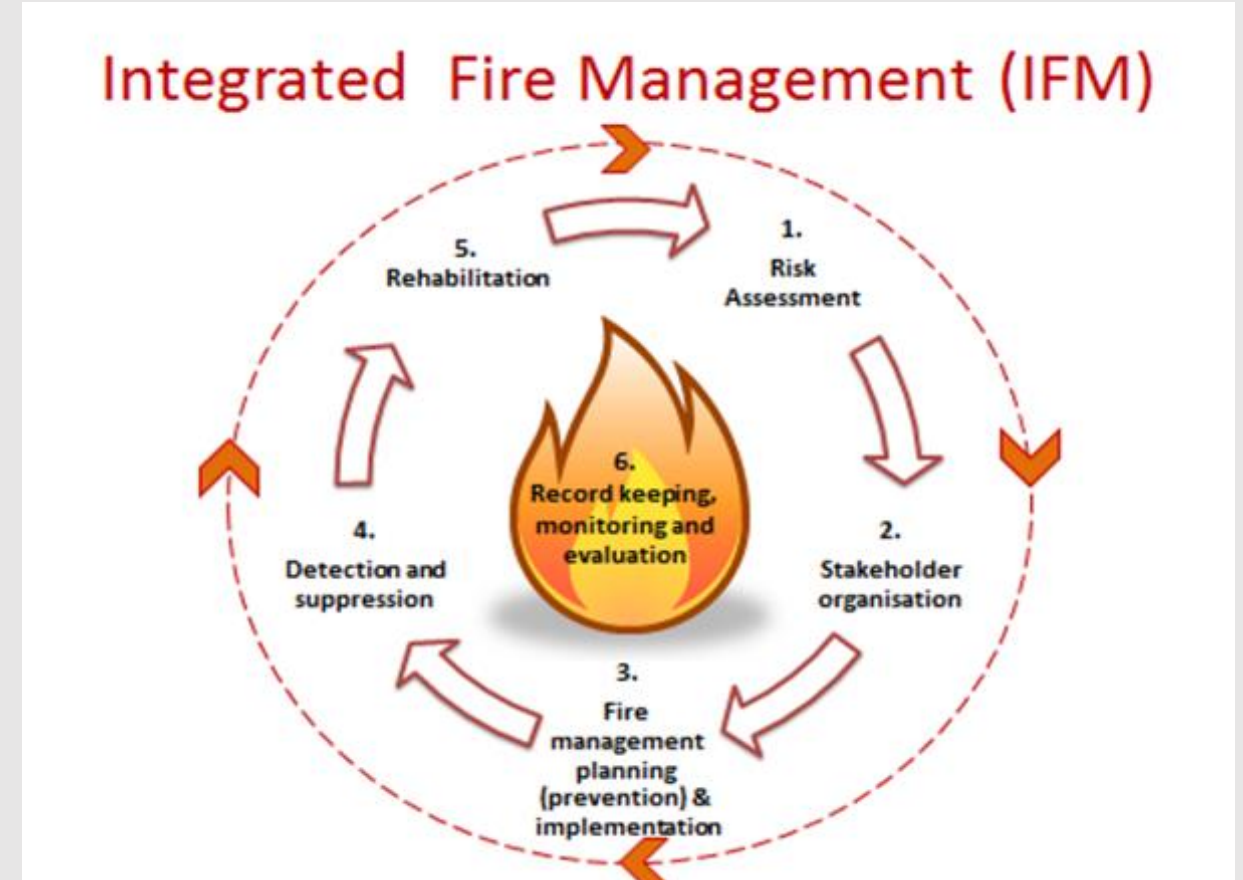 Integrated Fire Management (IFM)
1.
Risk
Assessment
2.
Stakeholder
organisation
3.
Fire
management
planning
(prevention) &
implementation
4.
Detection and
suppression
5.
Rehabilitation
6.
Record keeping,
monitoring and
evaluation